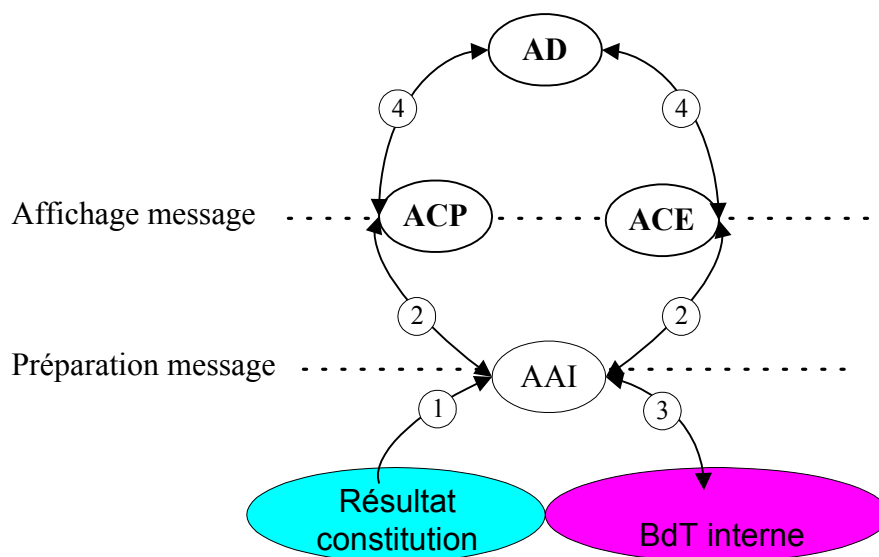 AD
4
4
Affichage message
ACP
ACE
2
2
Préparation message
AAI
1
3
Résultat
constitution
BdT interne